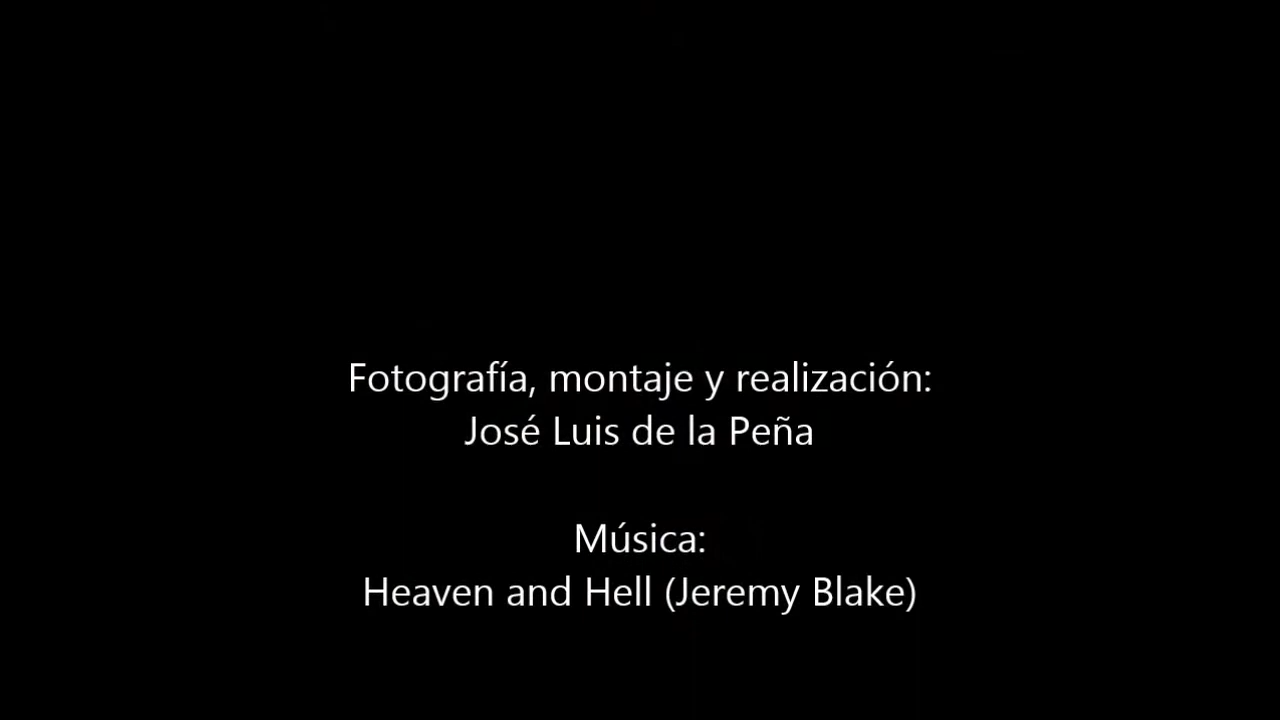 Fotografía, montaje y realización:
José Luis de la Peña
Música:
Heaven and Hell (Jeremy Blake)